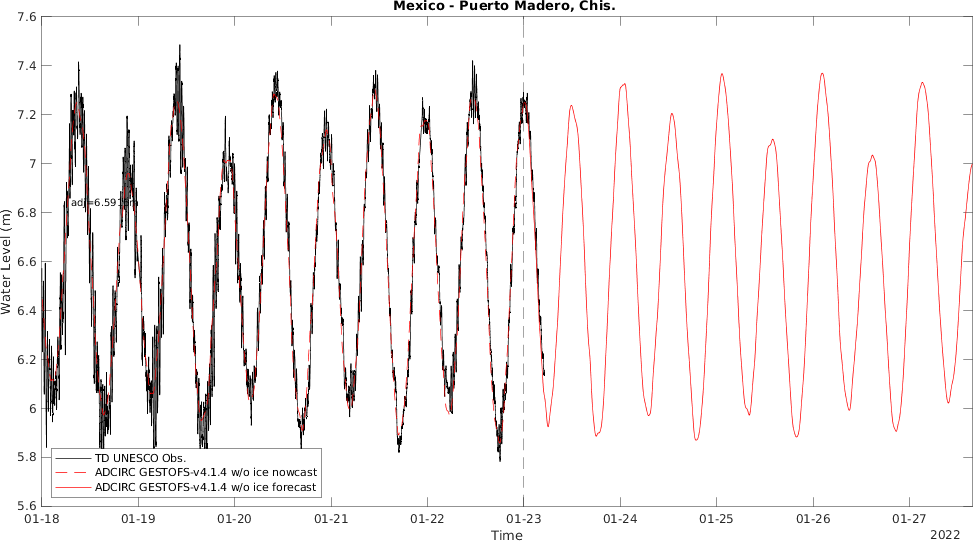 Mexico - Puerto Madero, Chis.
7.6
7.4
7.2
7
6.8
6.6
6.4
6.2
6
5.8
5.6
Water Level (m)
TD UNESCO Obs.
ADCIRC GESTOFS-v4.1.4 w/o ice nowcast
ADCIRC GESTOFS-v4.1.4 w/o ice forecast
01-18 01-19 01-20 01-21 01-22 01-23 01-24 01-25 01-26 01-27
Time
2022